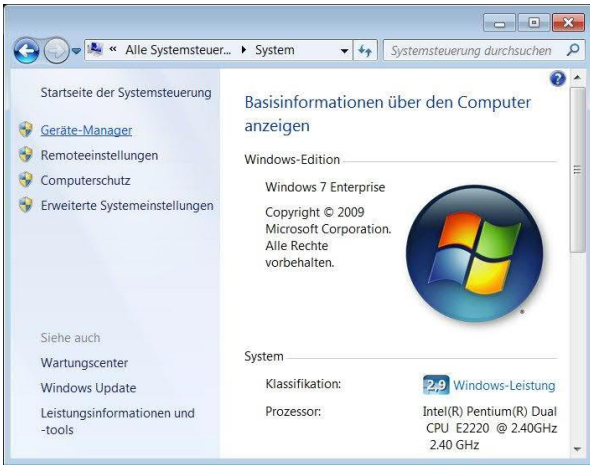 « Alle Systemsteuer... ▸ System
Systemsteuerung durchsuchen
Startseite der Systemsteuerung
Geräte-Manager
Remoteeinstellungen
Computerschutz
Erweiterte Systemeinstellungen
Siehe auch
Wartungscenter
Windows Update
Leistungsinformationen und
-tools
Basisinformationen über den Computer
anzeigen
Windows-Edition
Windows 7 Enterprise
Copyright © 2009
Microsoft Corporation.
Alle Rechte
vorbehalten.
System
Klassifikation:
2,9 Windows-Leistung
Prozessor:
Intel(R) Pentium(R) Dual
CPU E2220 @ 2.40GHz
2.40 GHz